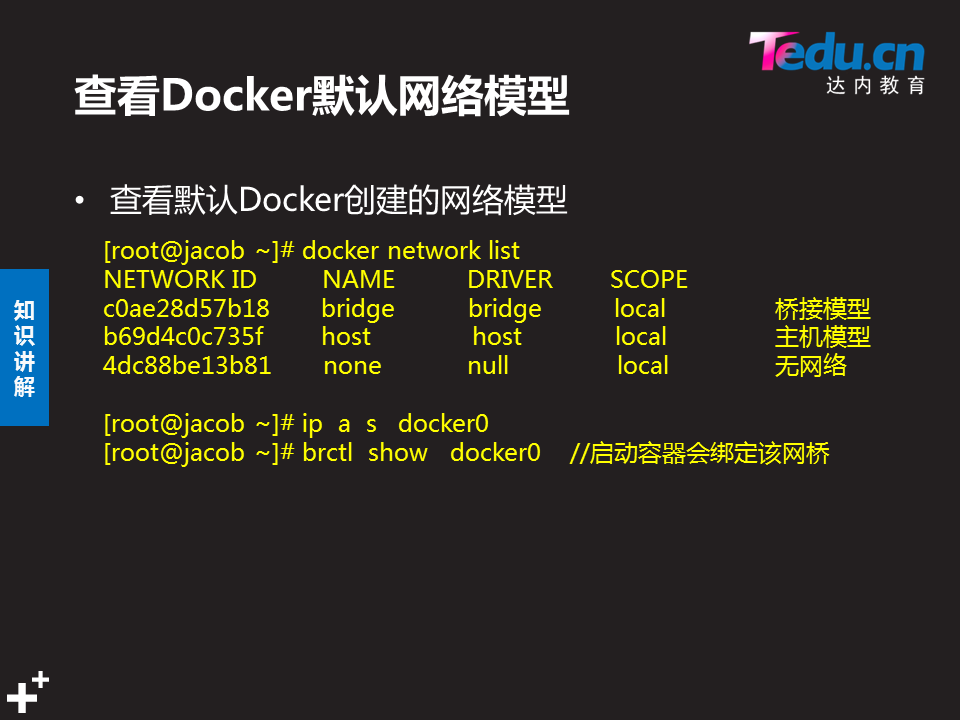 Tedu.cn
达内教育
查看Docker默认网络模型
• 查看默认Docker创建的网络模型
[root@jacob ~]# docker network list
NETWORK ID NAME DRIVER SCOPE
c0ae28d57b18 bridge bridge local 桥接模型
b69d4c0c735f host host local 主机模型
4dc88be13b81 none null local 无网络
[root@jacob ~]# ip a s docker0
[root@jacob ~]# brctl show docker0 //启动容器会绑定该网桥
知
识
讲
解